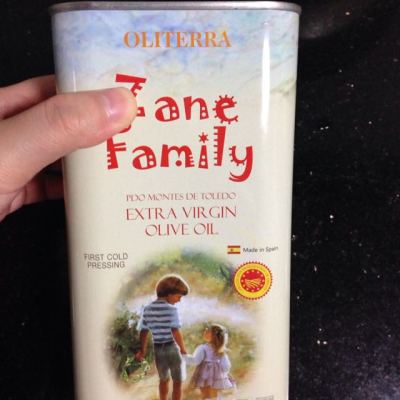 OLITERRA
Zane
Family
PDO MONTES DE TOLEDO
EXTRA VIRGIN
OLIVE OIL
Made in Spain
FIRST COLD
PRESSING